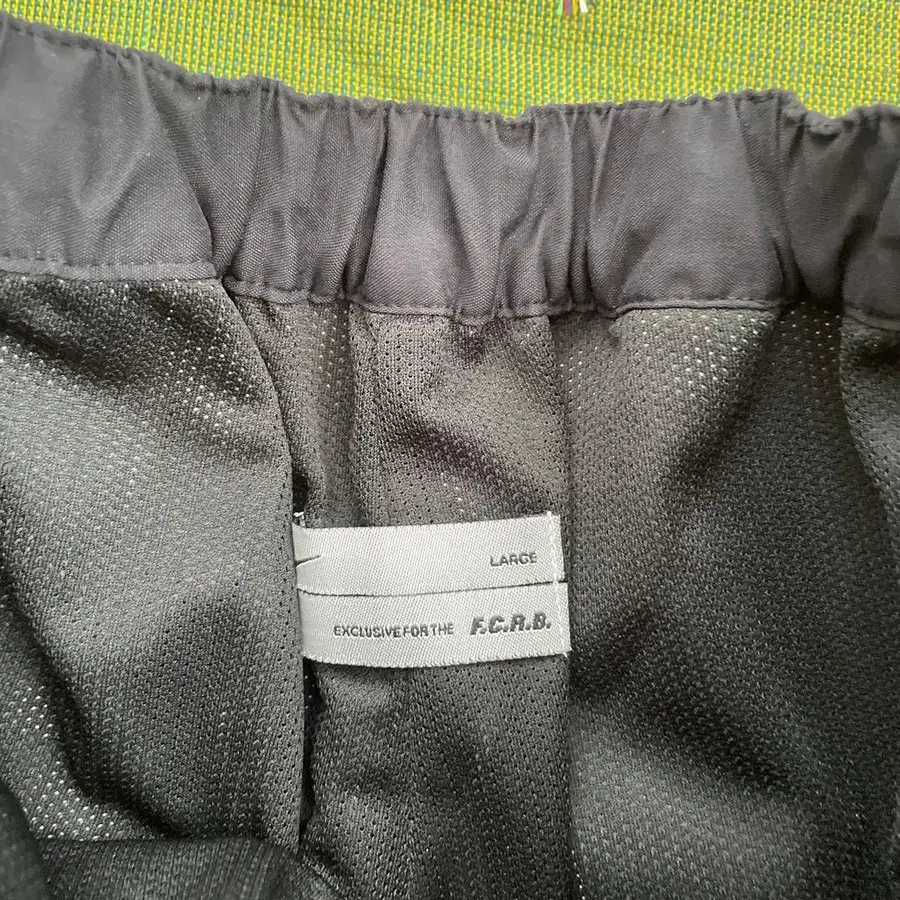 LARGE
EXCLUSIVE FOR THE F.C.R.B.